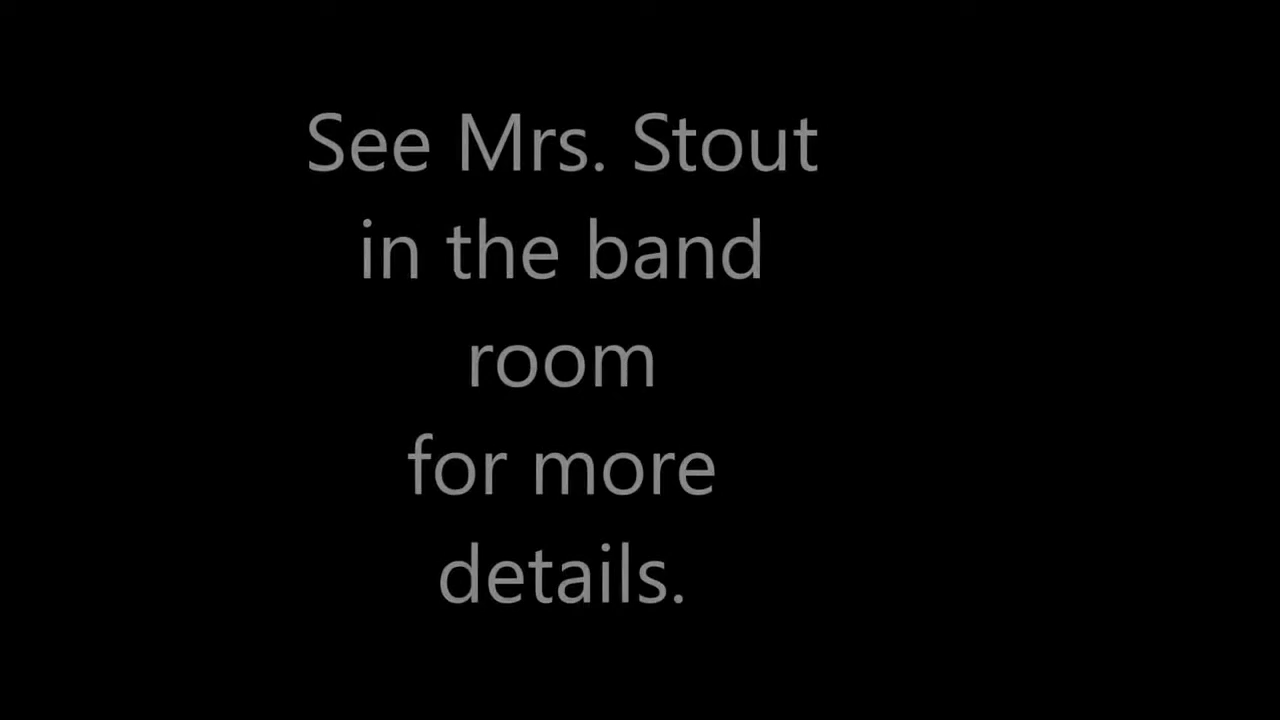 See Mrs. Stout
in the band
room
for more
details.